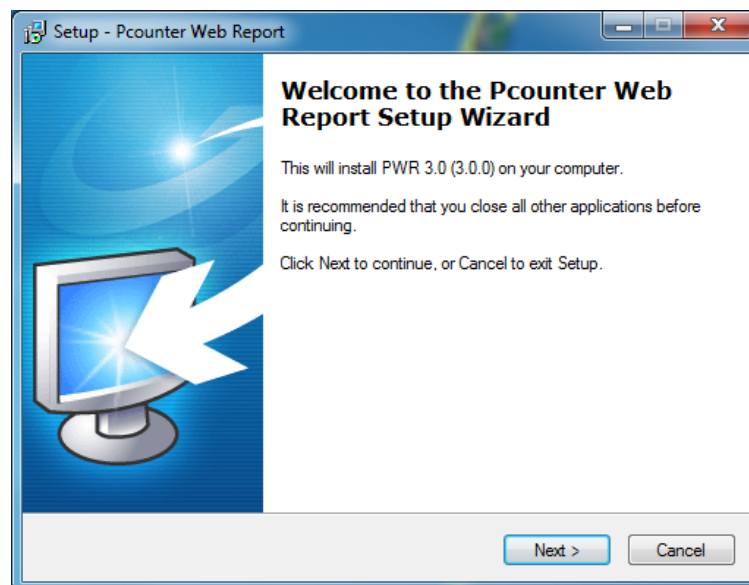 Setup - Pcounter Web Report
Welcome to the Pcounter Web
Report Setup Wizard
This will install PWR 3.0 (3.0.0) on your computer.
It is recommended that you close all other applications before
continuing.
Click Next to continue, or Cancel to exit Setup.
Next >
Cancel